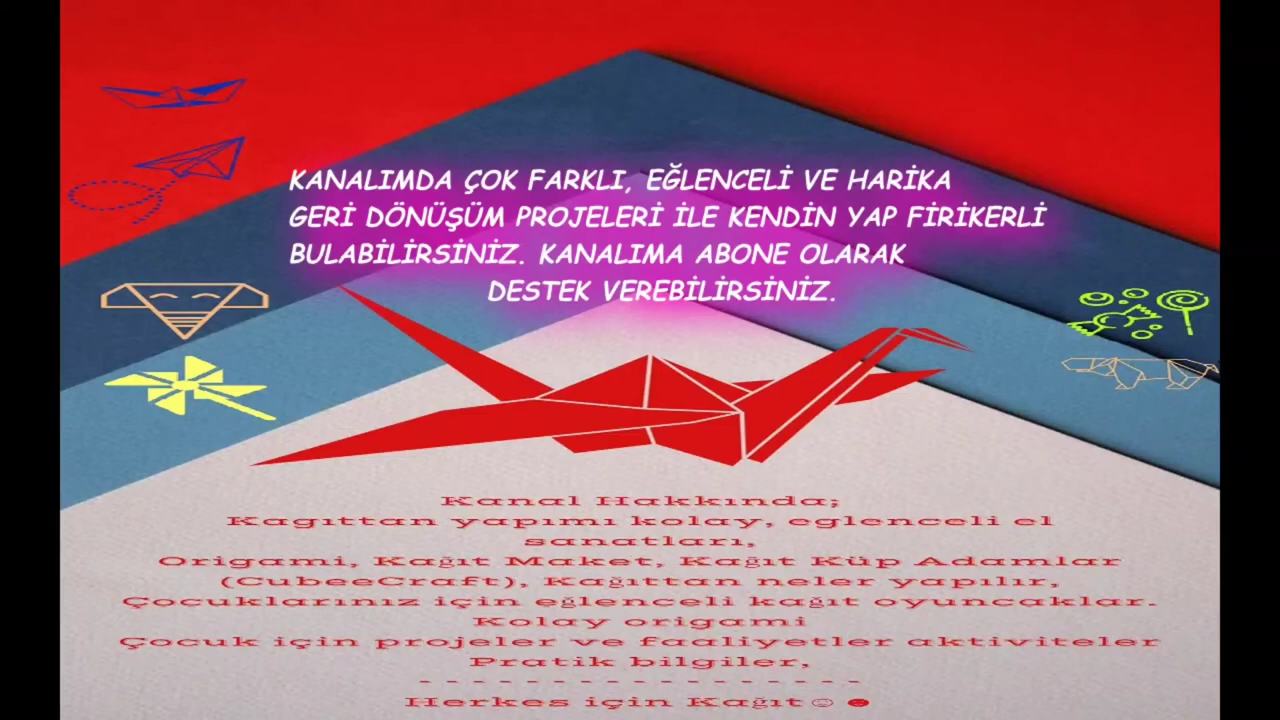 KANALIMDA ÇOK FARKLI, EĞLENCELİ VE HARİKA
GERİ DÖNÜŞÜM PROJELERİ İLE KENDİN YAP FİRİKERLİ
BULABİLİRSİNİZ. KANALIMA ABONE OLARAK
DESTEK VEREBİLİRSİNİZ.
Kanal Hakkında;
Kagıttan yapımı kolay, eglenceli el
sanatları,
Origami, Kağıt Maket, Kağıt Küp Adamlar
(CubeeCraft), Kağıttan neler yapılır,
Çocuklarınız için eğlenceli kağıt oyuncaklar.
Kolay origami
Çocuk için projeler ve faaliyetler aktiviteler
Pratik bilgiler,
- - - - - - - - - - - - - - - - -
Herkes için Kağıt☺☻